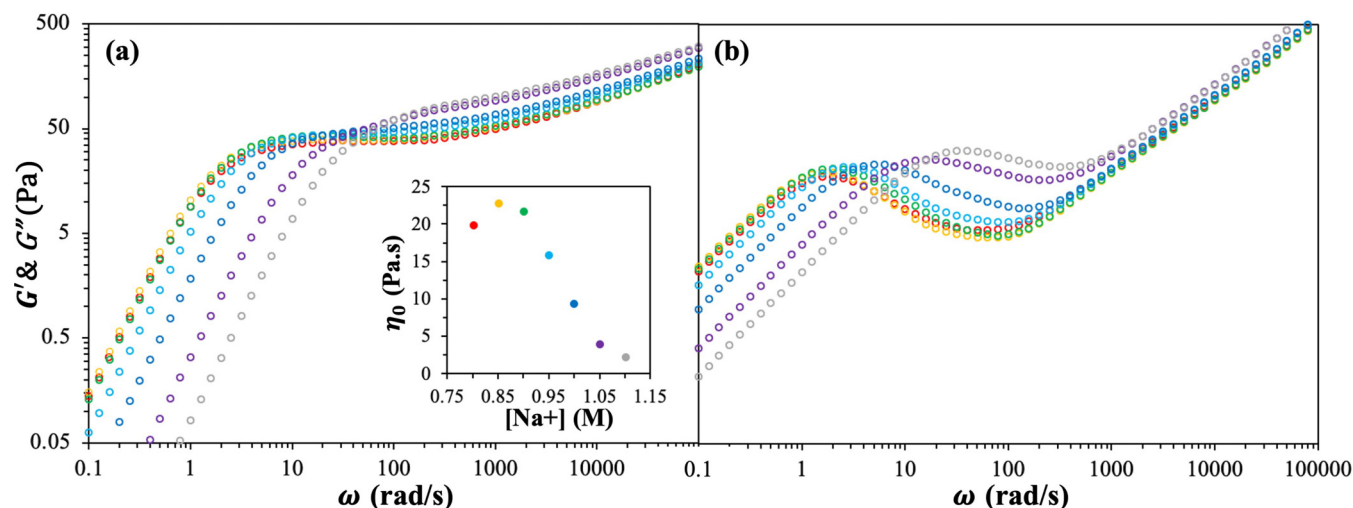 500
50
5
0.5
0.05
G′& G″(Pa)
(a)
25
20
15
10
5
0
η0 (Pa.s)
0.75 0.85 0.95 1.05 1.15
[Na+] (M)
0.1 1 10 100 1000 10000
ω (rad/s)
(b)
0.1 1 10 100 1000 10000 100000
ω (rad/s)